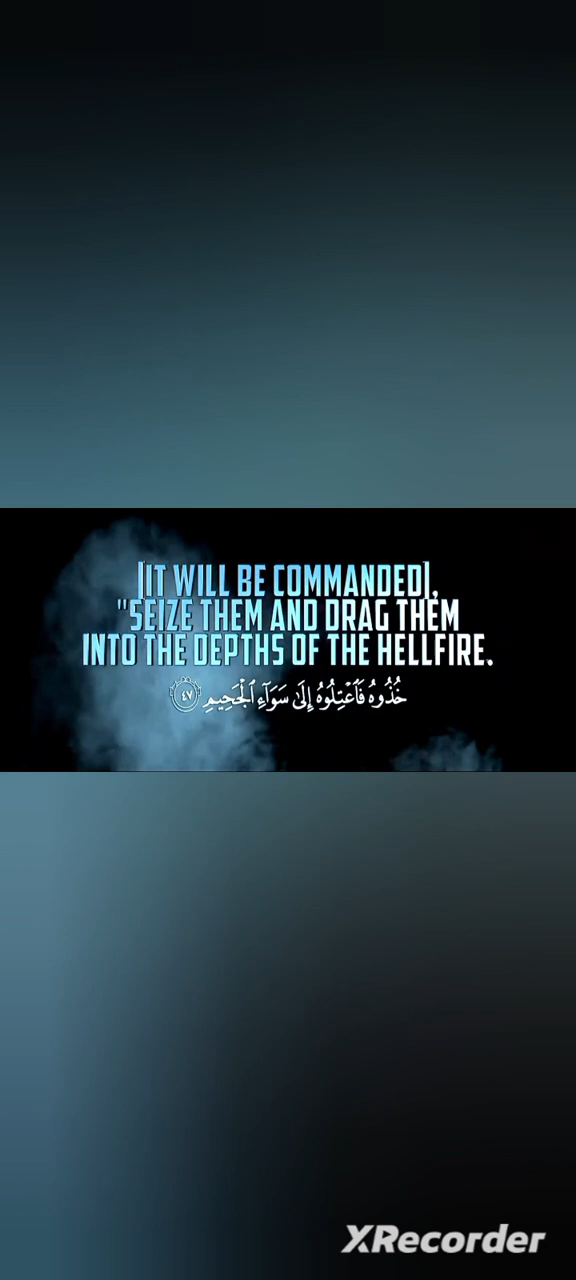 [IT WILL BE COMMANDED],
"SEIZE THEM AND DRAG THEM
INTO THE DEPTHS OF THE HELLFIRE.
خُذُوهُ فَٱعْتِلُوهُ إِلَىٰ سَوَآءِ ٱلْجَحِيمِ ٤٧
XRecorder